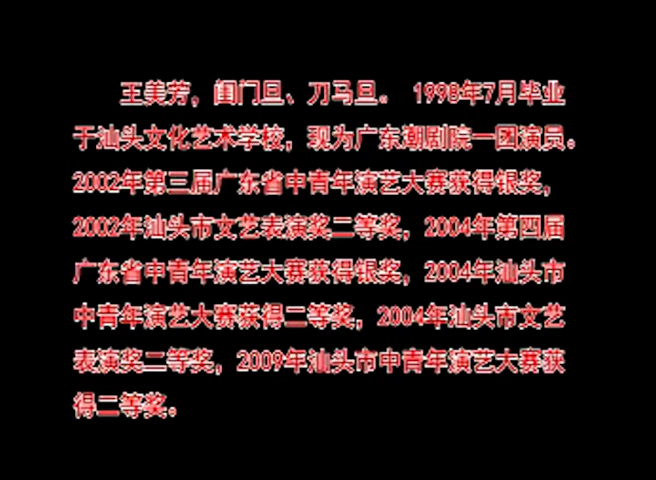 王美芳，闺门旦、刀马旦。 1998年7月毕业
于汕头文化艺术学校，现为广东潮剧院一团演员。
2002年第三届广东省中青年演艺大赛获得银奖，
2002年汕头市文艺表演奖二等奖，2004年第四届
广东省中青年演艺大赛获得银奖，2004年汕头市
中青年演艺大赛获得二等奖，2004年汕头市文艺
表演奖二等奖，2009年汕头市中青年演艺大赛获
得二等奖。